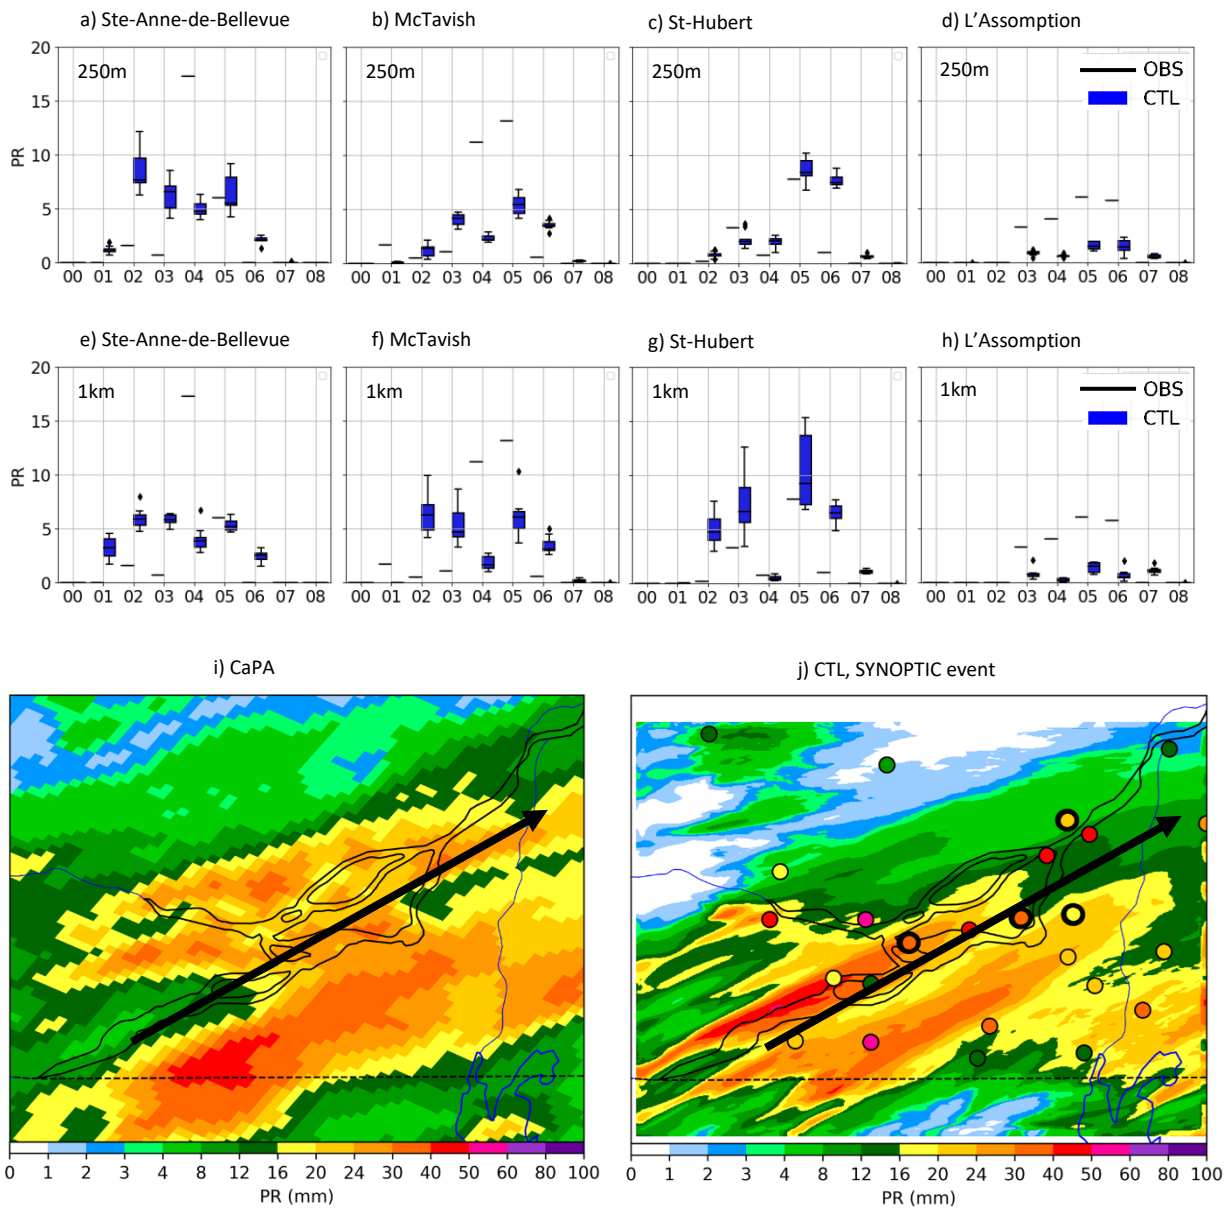 a) Ste-Anne-de-Bellevue
b) McTavish
c) St-Hubert
d) L’Assomption
20
15
10
5
0
PR
250m
250m
250m
250m
OBS
CTL
00 01 02 03 04 05 06 07 08
00 01 02 03 04 05 06 07 08
00 01 02 03 04 05 06 07 08
00 01 02 03 04 05 06 07 08
e) Ste-Anne-de-Bellevue
f) McTavish
g) St-Hubert
h) L’Assomption
20
15
10
5
0
PR
1km
1km
1km
1km
OBS
CTL
00 01 02 03 04 05 06 07 08
00 01 02 03 04 05 06 07 08
00 01 02 03 04 05 06 07 08
00 01 02 03 04 05 06 07 08
i) CaPA
j) CTL, SYNOPTIC event
0 1 2 3 4 8 12 16 20 24 30 40 50 60 80 100
PR (mm)
0 1 2 3 4 8 12 16 20 24 30 40 50 60 80 100
PR (mm)